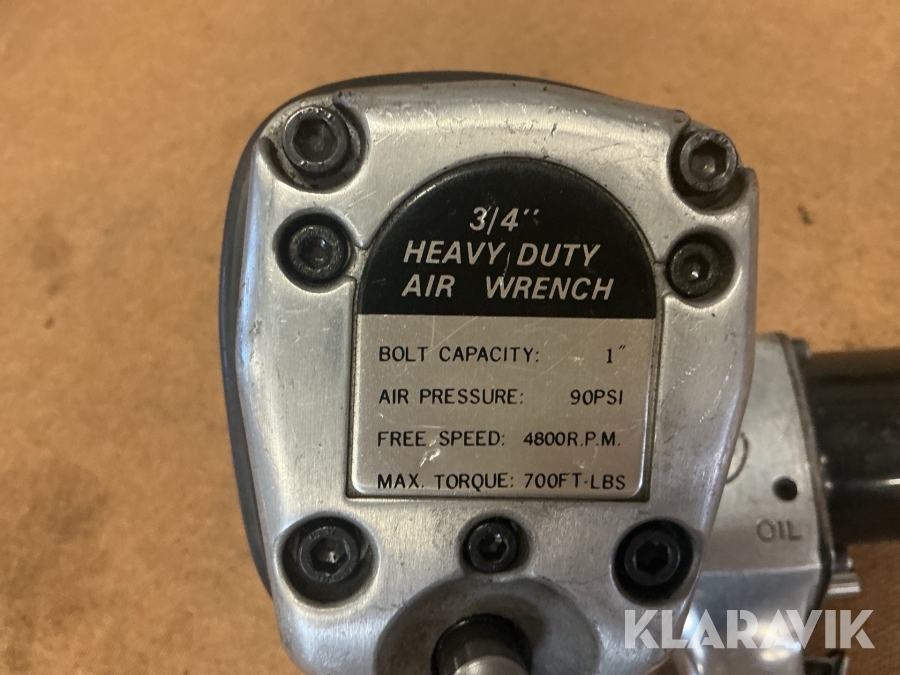 3/4"
HEAVY DUTY
AIR WRENCH
BOLT CAPACITY: 1"
AIR PRESSURE: 90PSI
FREE SPEED: 4800R.P.M.
MAX. TORQUE: 700FT-LBS
OIL
KLARAVIK